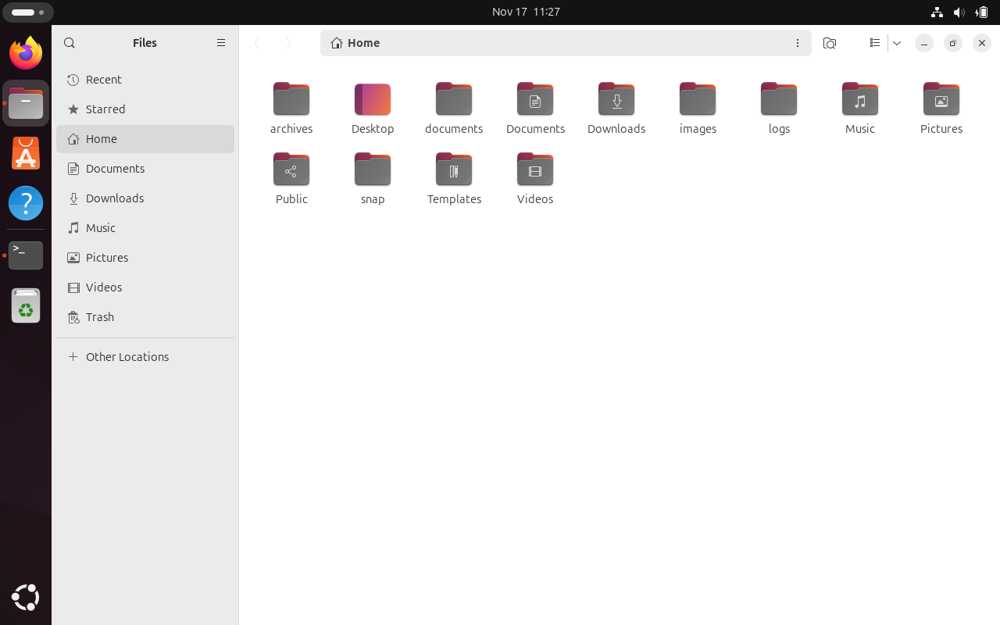 Nov 17 11:27
Files
Home
Recent
Starred
Home
Documents
Downloads
Music
Pictures
Videos
Trash
Other Locations
archives
Desktop
documents
Documents
Downloads
images
logs
Music
Pictures
Public
snap
Templates
Videos